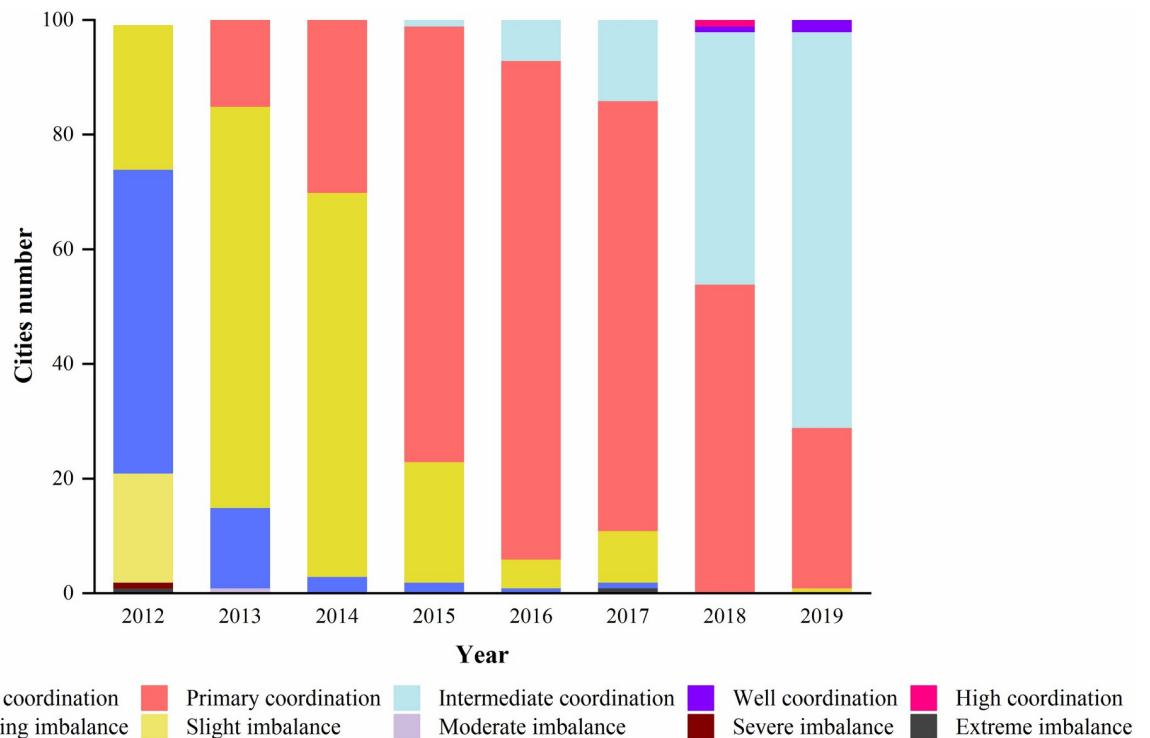 100
80
60
40
20
0
Cities number
2012 2013 2014 2015 2016 2017 2018 2019
Year
coordination Primary coordination Intermediate coordination Well coordination High coordination
ing imbalance Slight imbalance Moderate imbalance Severe imbalance Extreme imbalance